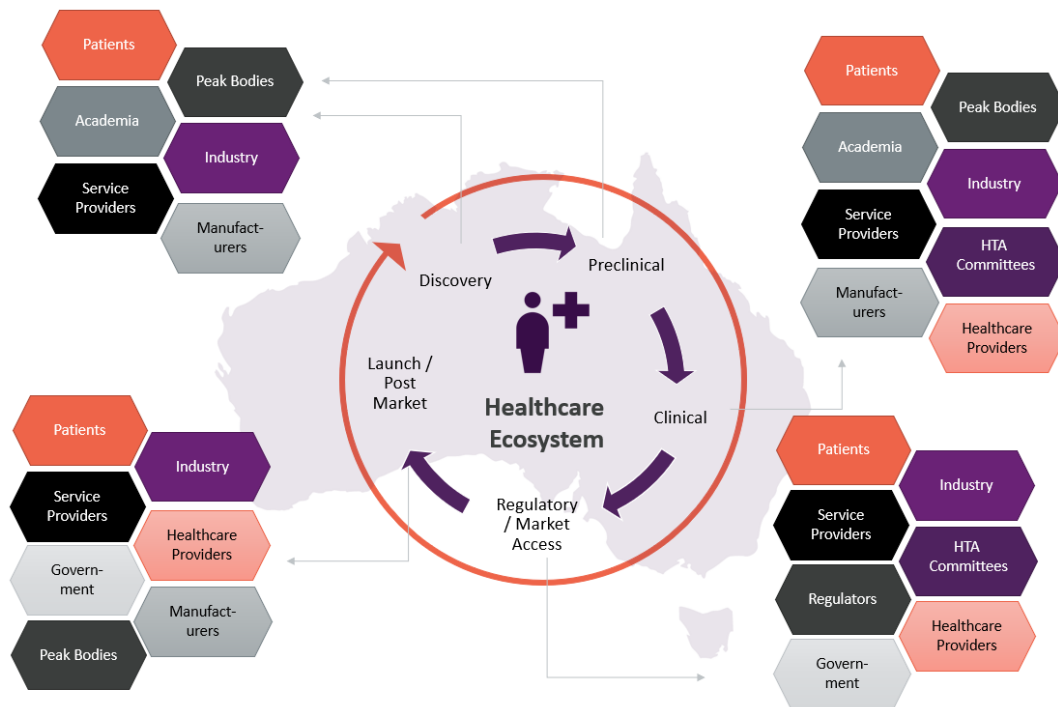 Patients
Peak Bodies
Academia
Industry
Service
Providers
Manufact-
urers
Patients
Peak Bodies
Academia
Industry
Service
Providers
HTA
Committees
Manufact-
urers
Healthcare
Providers
Discovery
Preclinical
Launch /
Post
Market
Healthcare
Ecosystem
Clinical
Regulatory
/ Market
Access
Patients
Industry
Service
Providers
Healthcare
Providers
Govern-
ment
Manufact-
urers
Peak Bodies
Patients
Industry
Service
Providers
HTA
Committees
Regulators
Healthcare
Providers
Govern-
ment